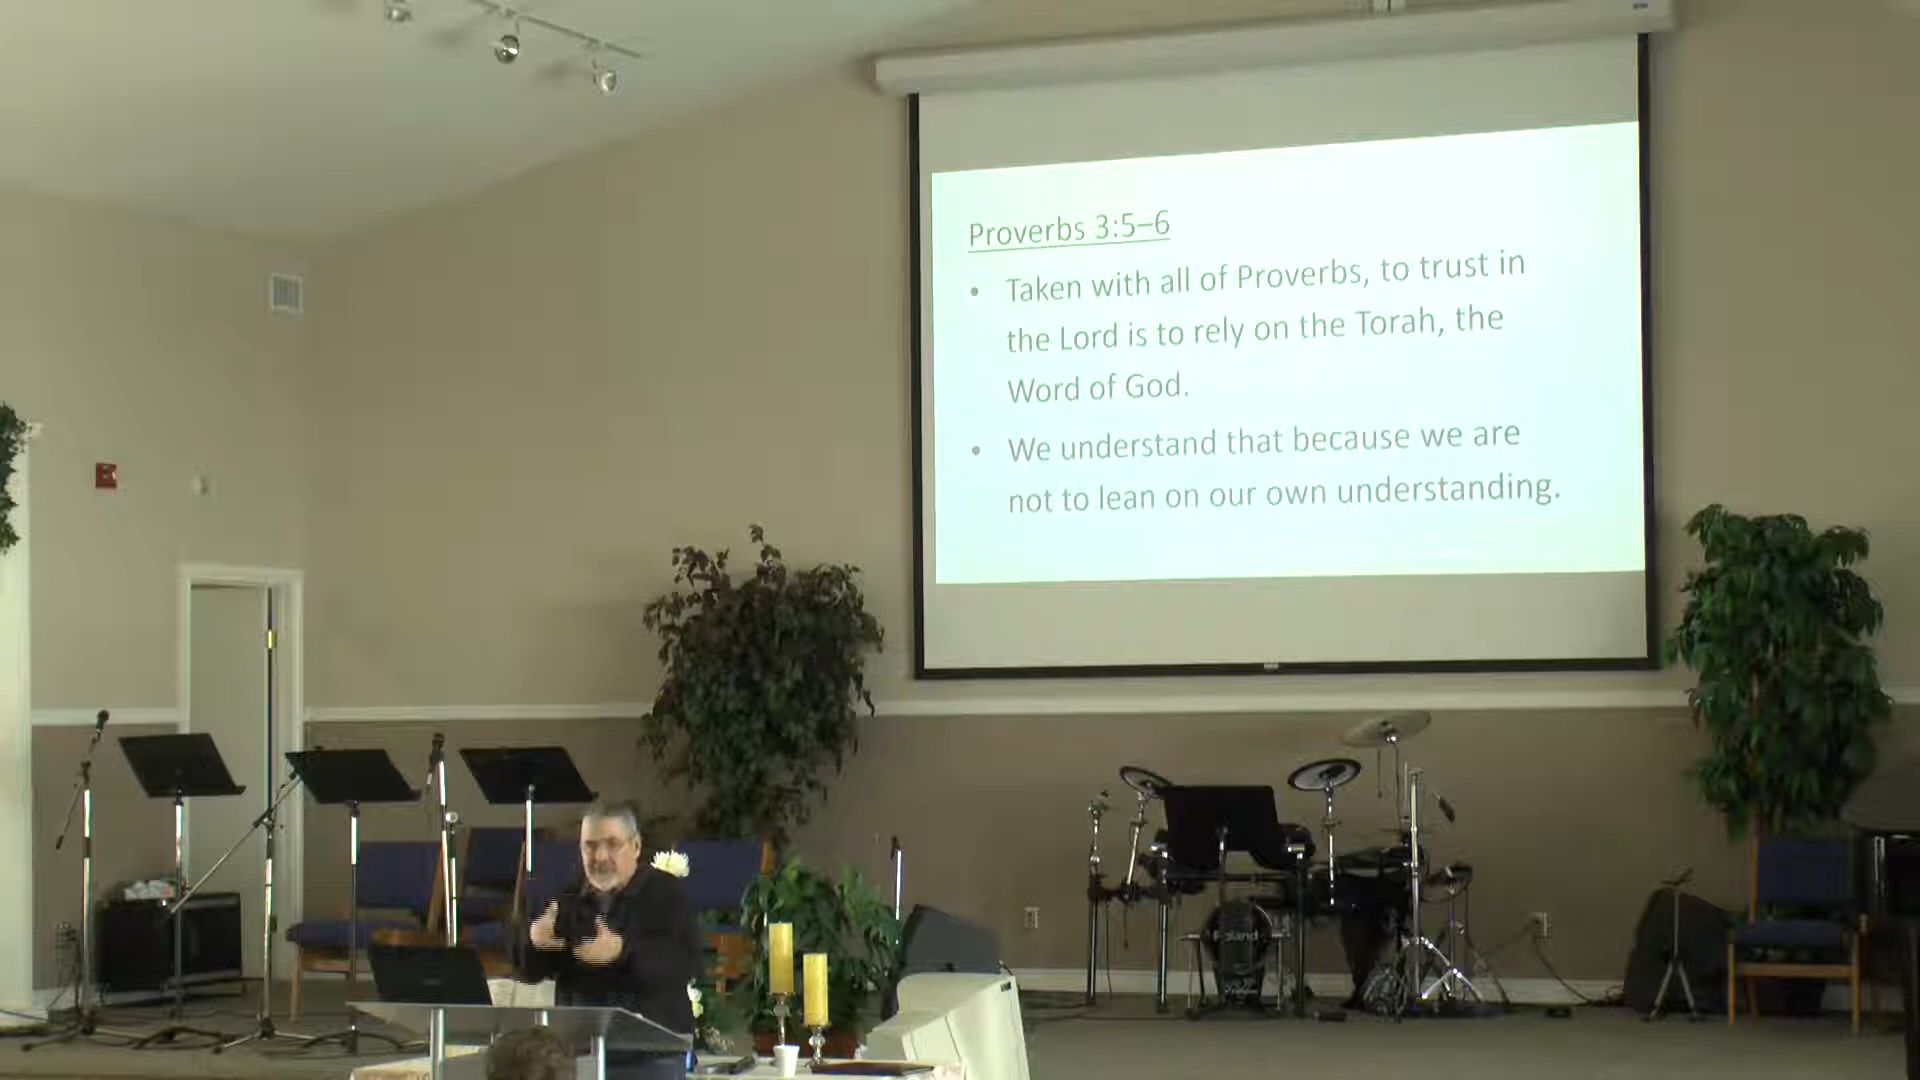 Proverbs 3:5–6
• Taken with all of Proverbs, to trust in
the Lord is to rely on the Torah, the
Word of God.
• We understand that because we are
not to lean on our own understanding.
Roland